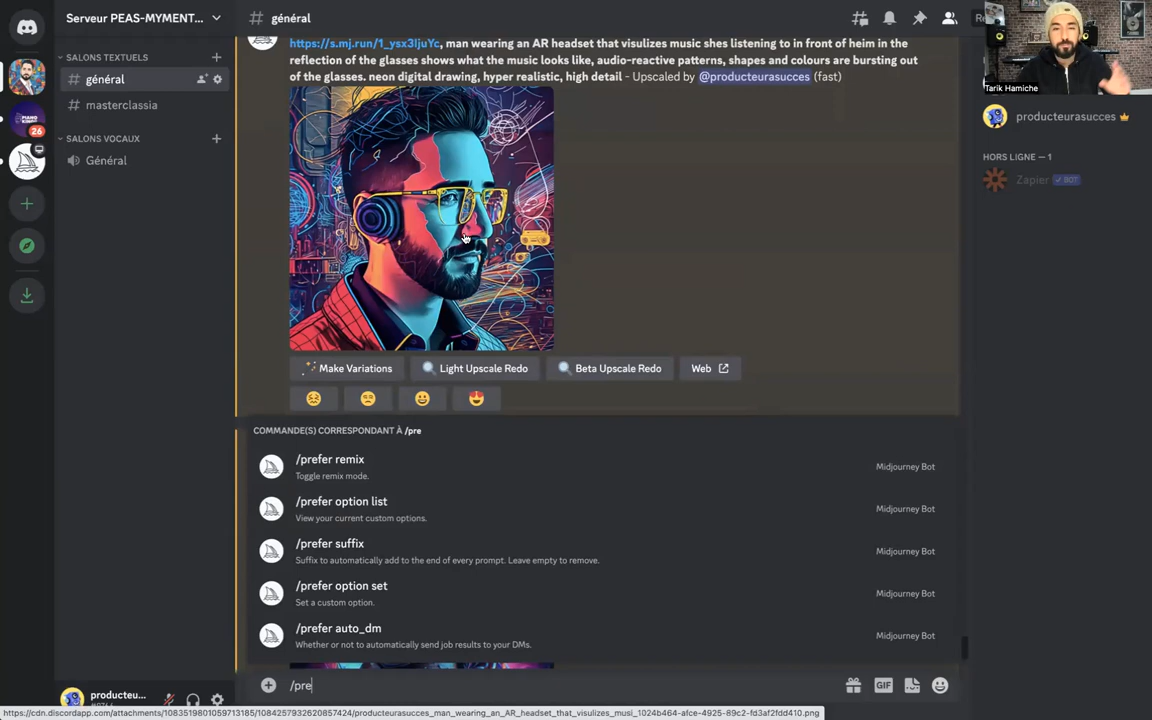 Serveur PEAS-MYMENT...
général
Tarik Hamiche
SALONS TEXTUELS
général
masterclassia
SALONS VOCAUX
Général
26
https://s.mj.run/1_ysx3IjuYc, man wearing an AR headset that visulizes music shes listening to in front of heim in the
reflection of the glasses shows what the music looks like, audio-reactive patterns, shapes and colours are bursting out
of the glasses. neon digital drawing, hyper realistic, high detail - Upscaled by @producteurasucces (fast)
Make Variations
Light Upscale Redo
Beta Upscale Redo
Web
COMMANDE(S) CORRESPONDANT À /pre
/prefer remix
Toggle remix mode.
Midjourney Bot
/prefer option list
View your current custom options.
Midjourney Bot
/prefer suffix
Suffix to automatically add to the end of every prompt. Leave empty to remove.
Midjourney Bot
/prefer option set
Set a custom option.
Midjourney Bot
/prefer auto_dm
Whether or not to automatically send job results to your DMs.
Midjourney Bot
/pre
GIF
producteurasucces
HORS LIGNE — 1
Zapier
BOT
producteu...
https://cdn.discordapp.com/attachments/1083519801059713185/1084257932620857424/producteurasucces_man_wearing_an_AR_headset_that_visulizes_musi_1024b464-afce-4925-89c2-fd3af2fdd410.png